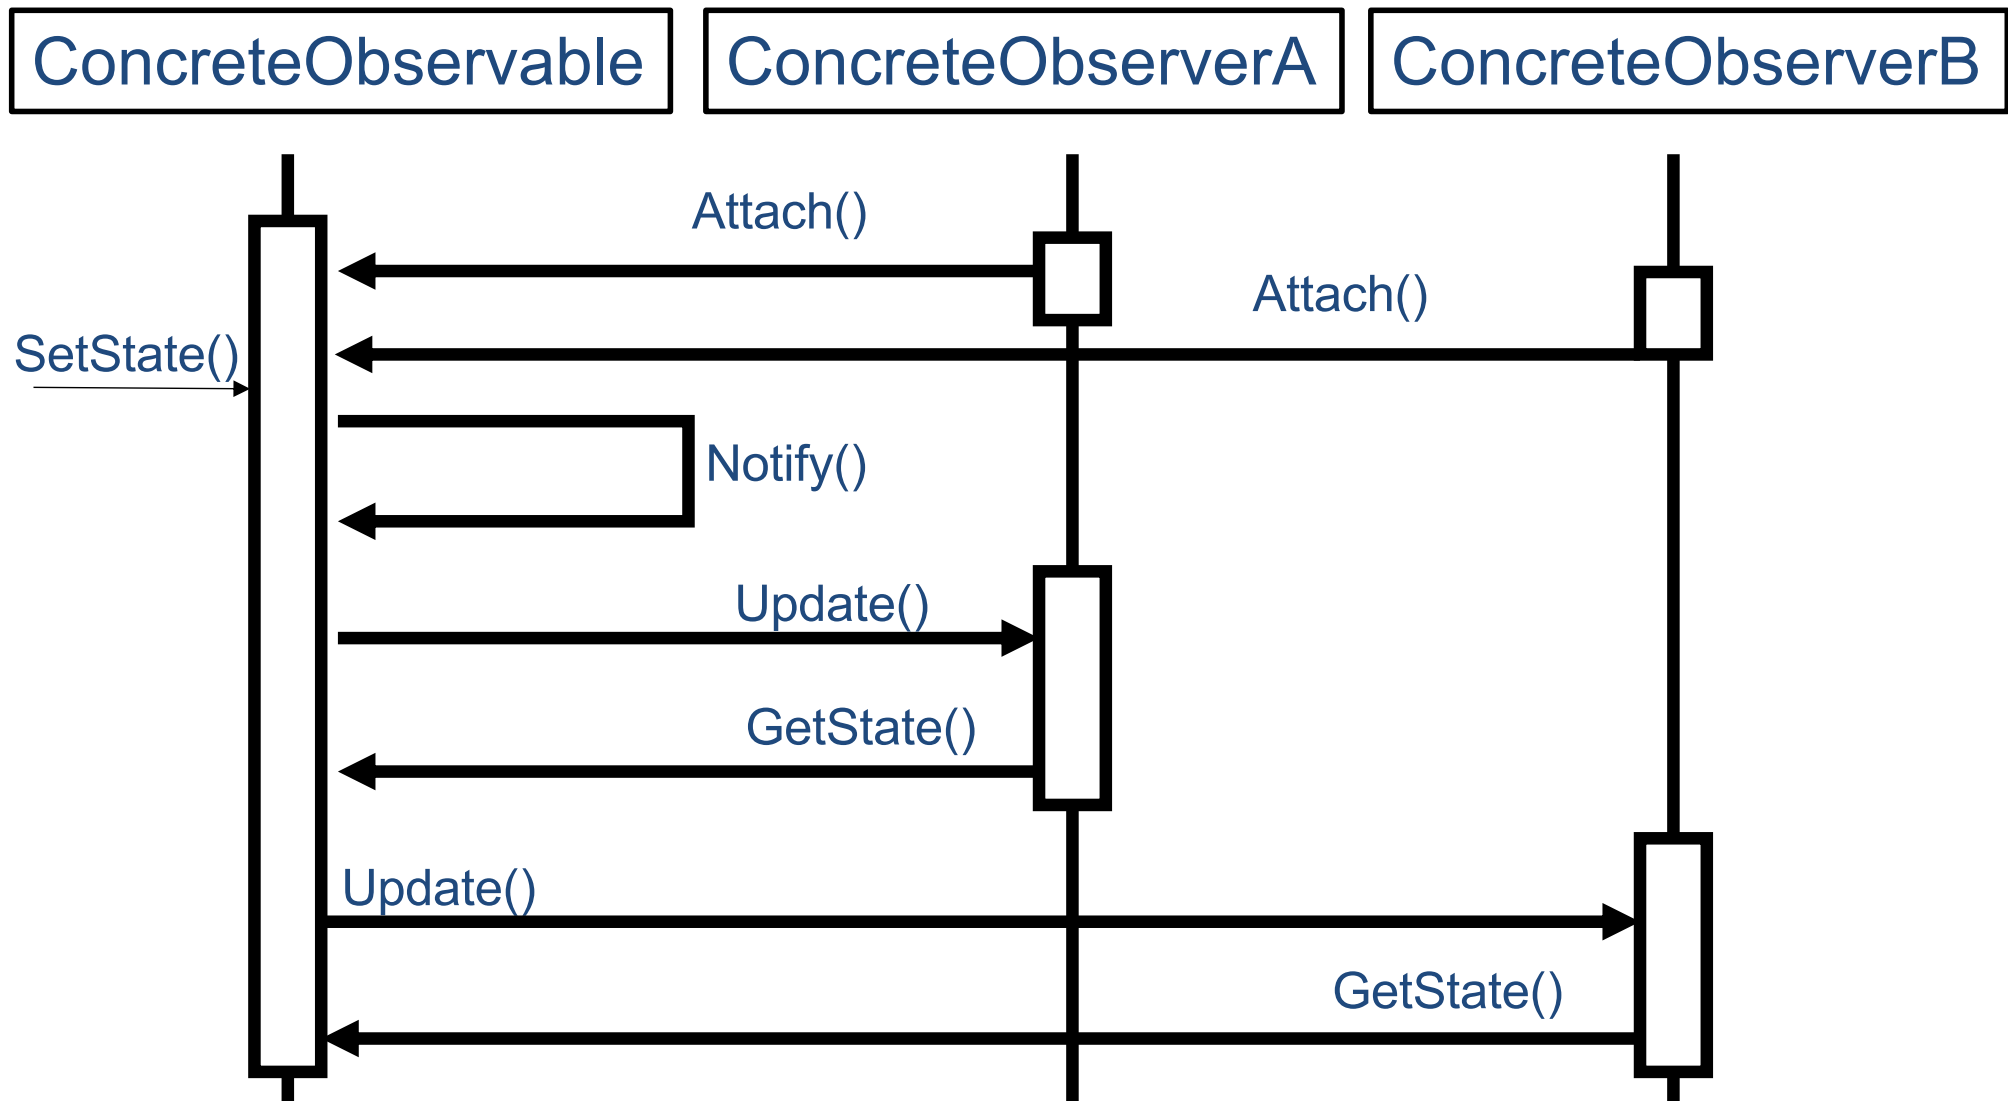 ConcreteObservable
ConcreteObserverA
ConcreteObserverB
Attach()
Attach()
SetState()
Notify()
Update()
GetState()
Update()
GetState()